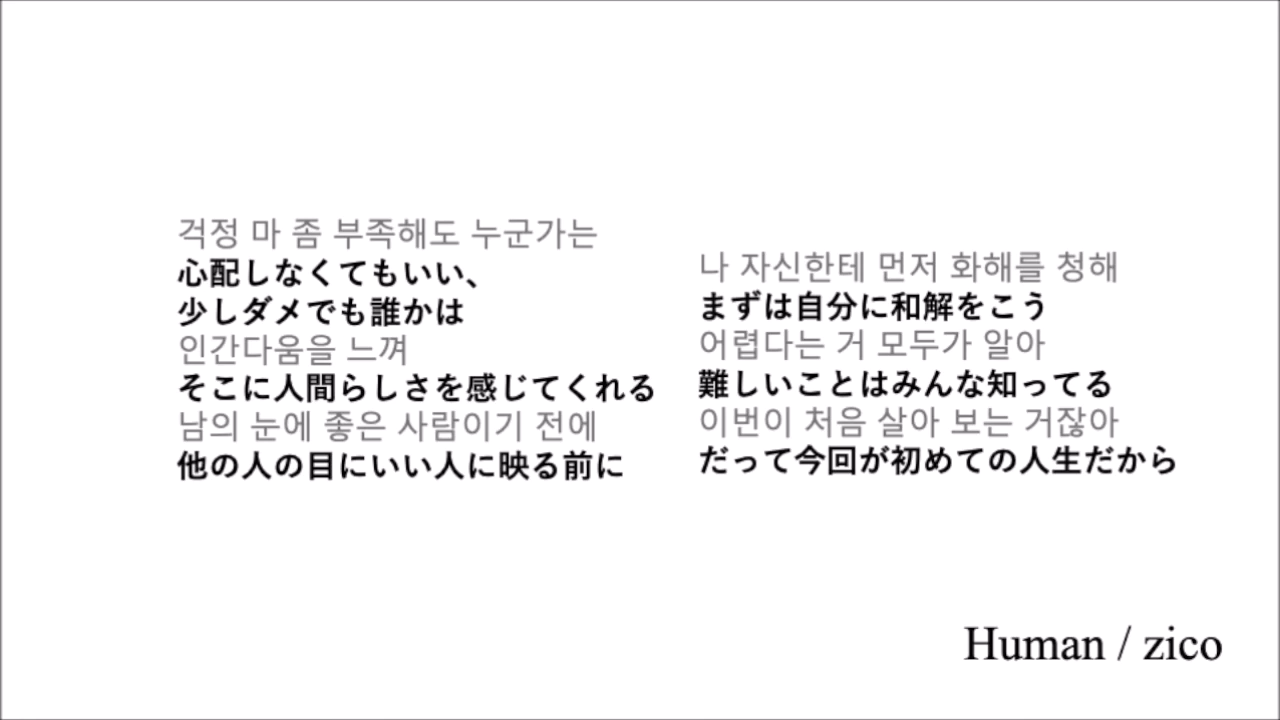 걱정 마 좀 부족해도 누군가는
心配しなくてもいい、
少しダメでも誰かは
인간다움을 느껴
そこに人間らしさを感じてくれる
남의 눈에 좋은 사람이기 전에
他の人の目にいい人に映る前に
나 자신한테 먼저 화해를 청해
まずは自分に和解をこう
어렵다는 거 모두가 알아
難しいことはみんな知ってる
이번이 처음 살아 보는 거잖아
だって今回が初めての人生だから
Human / zico